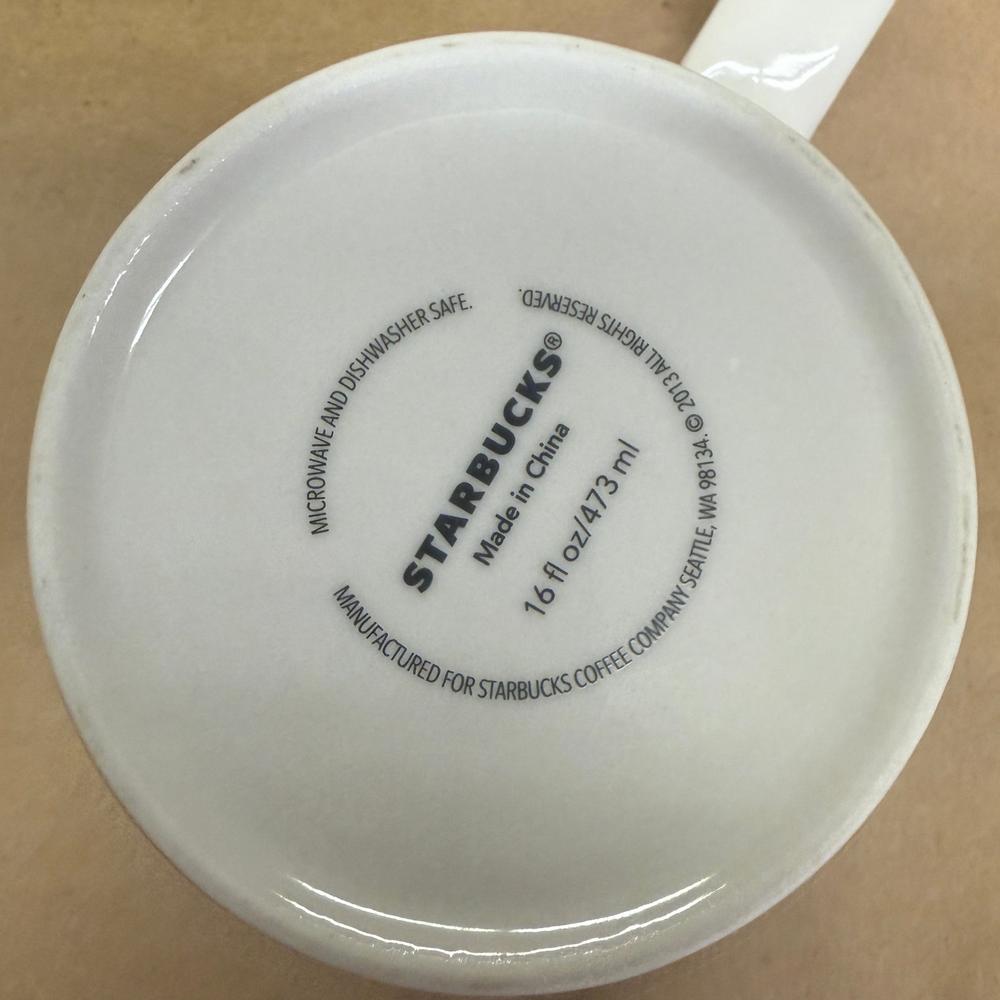 MICROWAVE AND DISHWASHER SAFE.
STARBUCKS®
Made in China
16 fl oz/473 ml
MANUFACTURED FOR STARBUCKS COFFEE COMPANY SEATTLE, WA 98134. © 2013 ALL RIGHTS RESERVED.